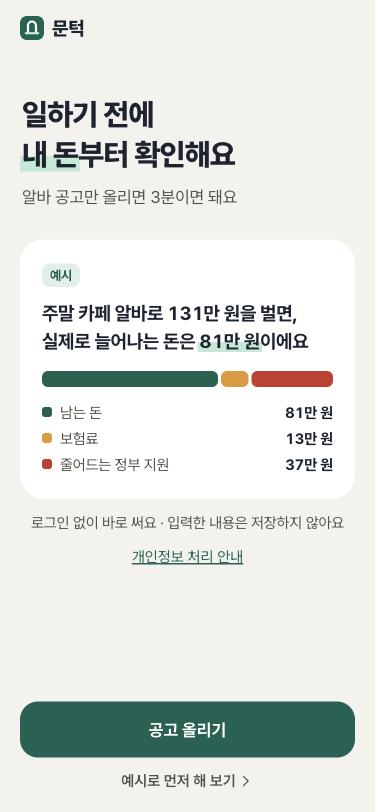 문턱
일하기 전에
내 돈부터 확인해요
알바 공고만 올리면 3분이면 돼요
예시
주말 카페 알바로 131만 원을 벌면,
실제로 늘어나는 돈은 81만 원이에요
남는 돈 81만 원
보험료 13만 원
줄어드는 정부 지원 37만 원
로그인 없이 바로 써요 · 입력한 내용은 저장하지 않아요
개인정보 처리 안내
공고 올리기
예시로 먼저 해 보기 >